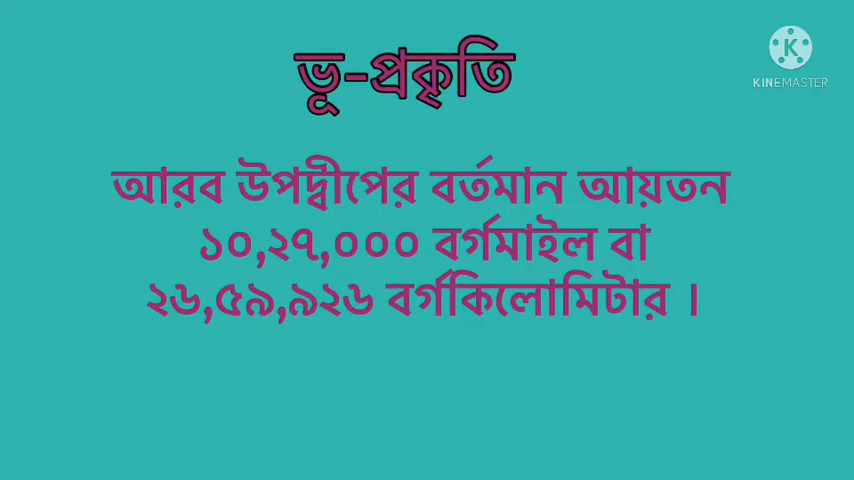 ভূ-প্রকৃতি
K
KINEMASTER
আরব উপদ্বীপের বর্তমান আয়তন
১০,২৭,০০০ বর্গমাইল বা
২৬,৫৯,৯২৬ বর্গকিলোমিটার ।